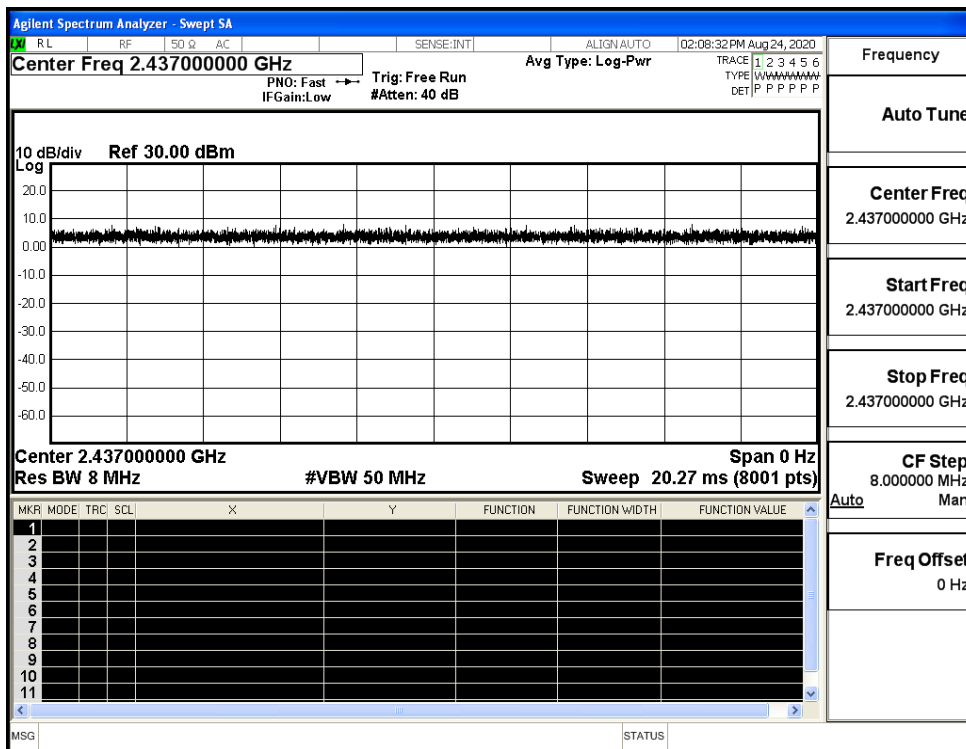 Agilent Spectrum Analyzer - Swept SA
LXI RL RF 50 Ω AC SENSE:INT ALIGNAUTO 02:08:32 PM Aug 24, 2020
Center Freq 2.437000000 GHz
Avg Type: Log-Pwr
PNO: Fast
IFGain:Low
Trig: Free Run
#Atten: 40 dB
TRACE 1 2 3 4 5 6
TYPE WWWWWW
DET P P P P P P
10 dB/div Ref 30.00 dBm
Log
20.0
10.0
0.00
-10.0
-20.0
-30.0
-40.0
-50.0
-60.0
Center 2.437000000 GHz Span 0 Hz
Res BW 8 MHz #VBW 50 MHz Sweep 20.27 ms (8001 pts)
MKR MODE TRC SCL X Y FUNCTION FUNCTION WIDTH FUNCTION VALUE
1
2
3
4
5
6
7
8
9
10
11
MSG STATUS
Frequency
Auto Tune
Center Freq
2.437000000 GHz
Start Freq
2.437000000 GHz
Stop Freq
2.437000000 GHz
CF Step
8.000000 MHz
Auto Man
Freq Offset
0 Hz